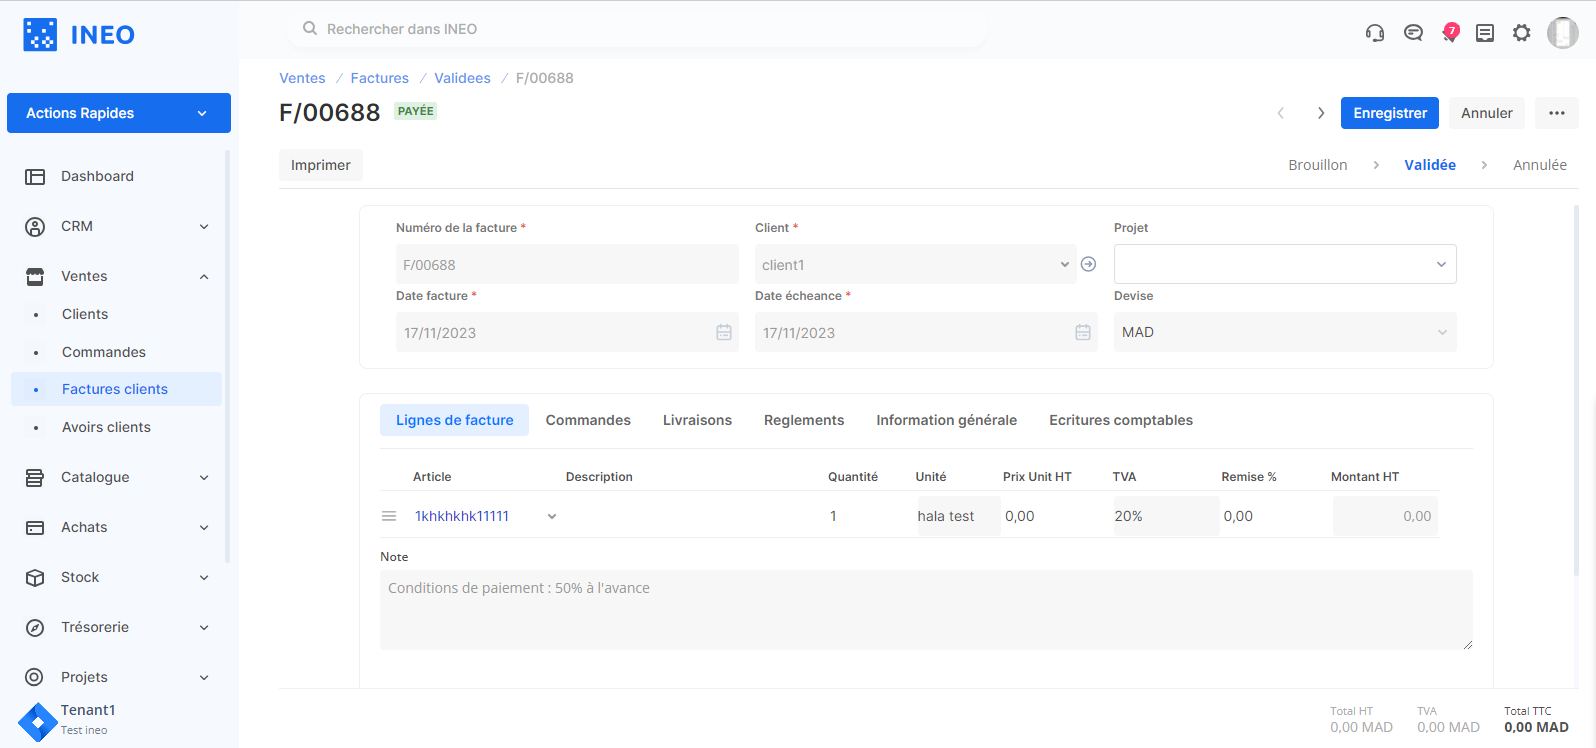 INEO
Rechercher dans INEO
7
Actions Rapides
Dashboard
CRM
Ventes
Clients
Commandes
Factures clients
Avoirs clients
Catalogue
Achats
Stock
Trésorerie
Projets
Tenant1
Test ineo
Ventes / Factures / Validees / F/00688
F/00688 PAYÉE
Enregistrer Annuler ...
Imprimer
Brouillon > Validée > Annulée
Numéro de la facture * Client * Projet
F/00688 client1
Date facture * Date écheance * Devise
17/11/2023 17/11/2023 MAD
Lignes de facture Commandes Livraisons Reglements Information générale Ecritures comptables
Article Description Quantité Unité Prix Unit HT TVA Remise % Montant HT
1khkhkhk11111 1 hala test 0,00 20% 0,00 0,00
Note
Conditions de paiement : 50% à l'avance
Total HT TVA Total TTC
0,00 MAD 0,00 MAD 0,00 MAD